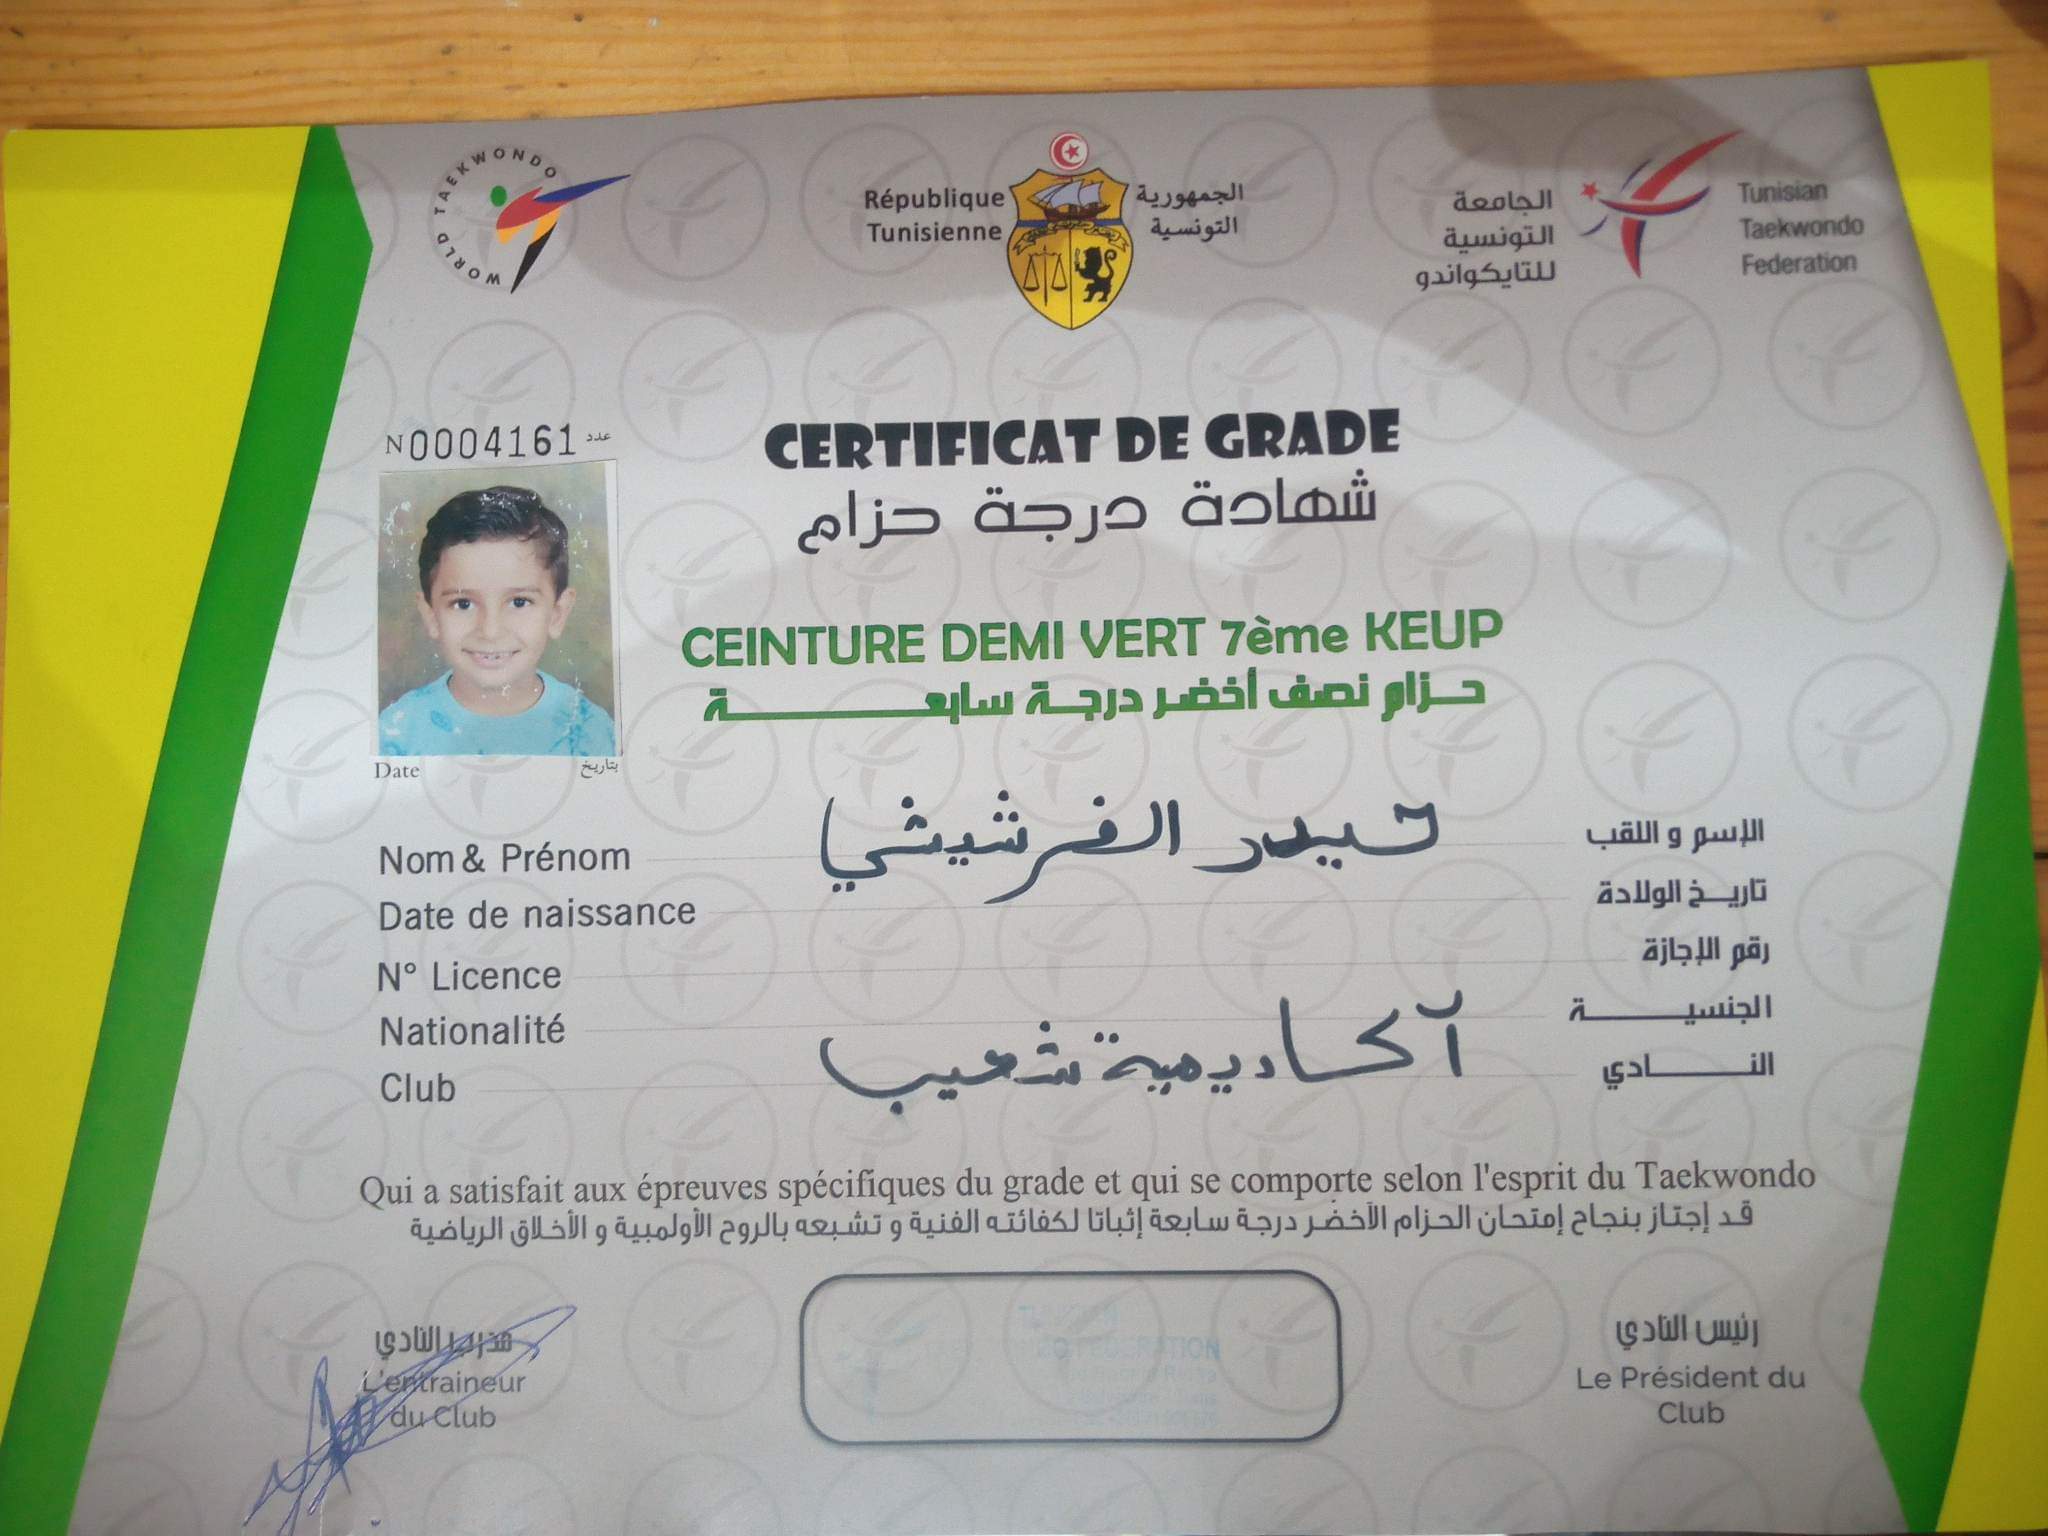 WORLD TAEKWONDO
République
Tunisienne
الجمهورية
التونسية
الجامعة
التونسية
للتايكواندو
Tunisian
Taekwondo
Federation
N0004161 عدد
CERTIFICAT DE GRADE
شهادة درجة حزام
CEINTURE DEMI VERT 7ème KEUP
حزام نصف أخضر درجة سابعة
Date بتاريخ
Nom & Prénom حيدر الفرشيشي الإسم و اللقب
Date de naissance تاريخ الولادة
N° Licence رقم الإجازة
Nationalité الجنسية
Club آكاديمية شعيب النادي
Qui a satisfait aux épreuves spécifiques du grade et qui se comporte selon l'esprit du Taekwondo
قد إجتاز بنجاح إمتحان الحزام الأخضر درجة سابعة إثباتا لكفائته الفنية و تشبعه بالروح الأولمبية و الأخلاق الرياضية
مدرب النادي
L'entraineur
du Club
رئيس النادي
Le Président du
Club